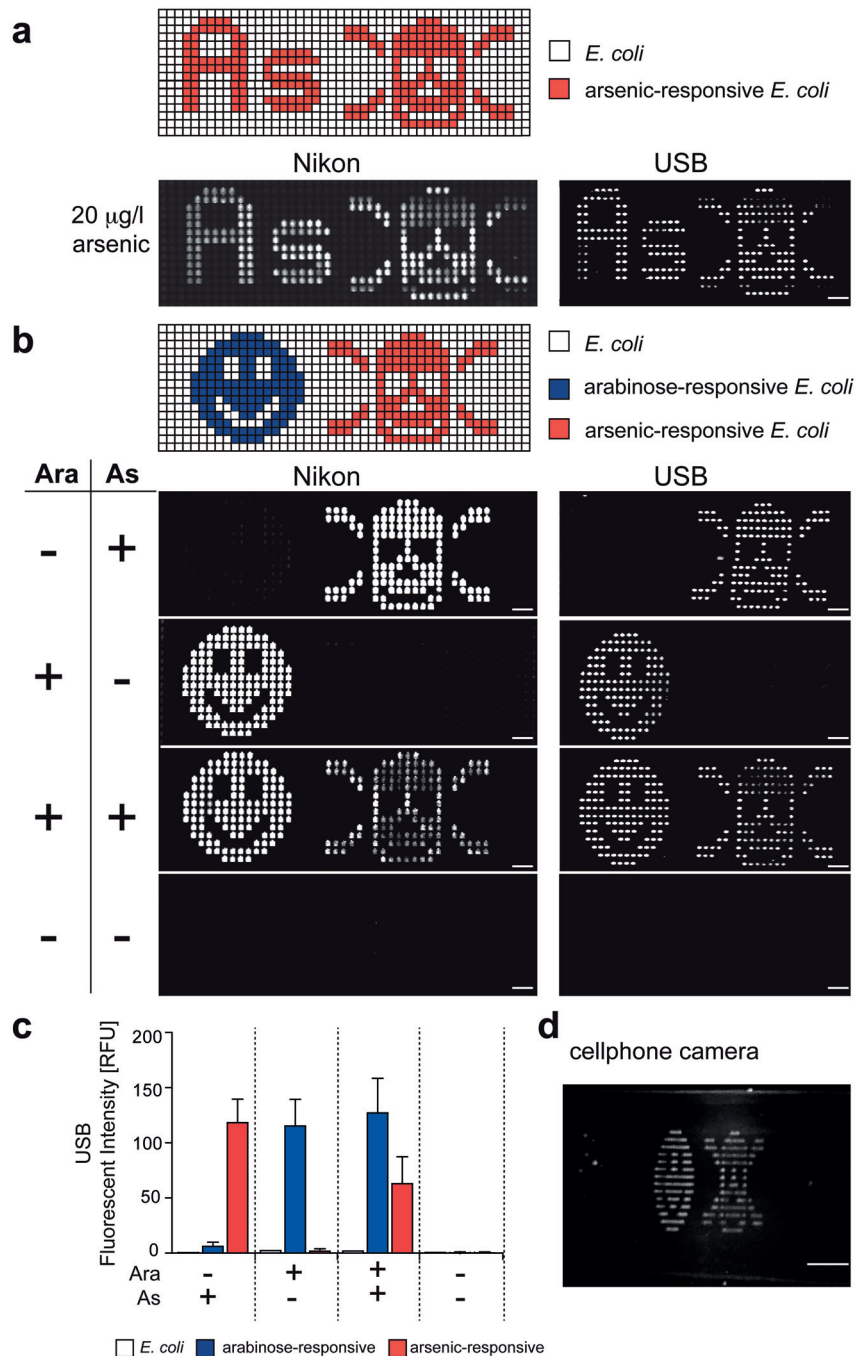 a
E. coli
arsenic-responsive E. coli
Nikon
USB
20 μg/l
arsenic
As
As
b
E. coli
arabinose-responsive E. coli
arsenic-responsive E. coli
Ara As
Nikon
USB
- +
+ -
+ +
- -
c
USB
Fluorescent Intensity [RFU]
200
150
100
50
0
Ara - + + -
As + - + -
E. coli arabinose-responsive arsenic-responsive
d
cellphone camera